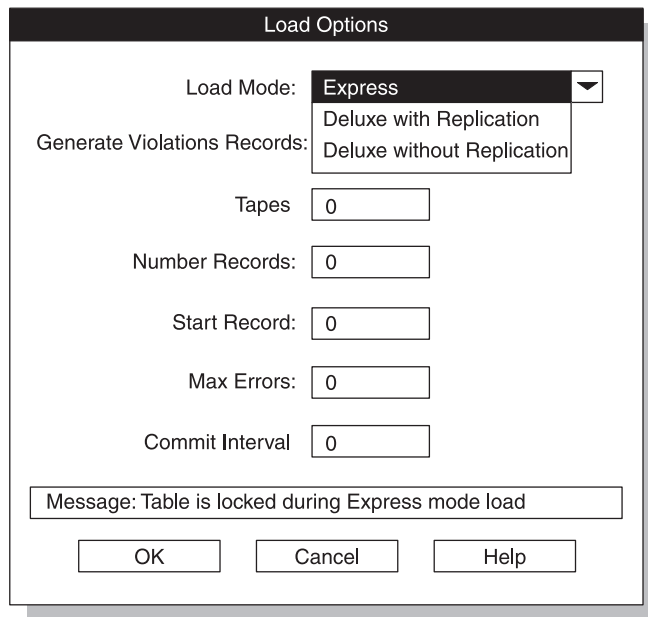 Load Options
Load Mode: Express
Deluxe with Replication
Generate Violations Records: Deluxe without Replication
Tapes 0
Number Records: 0
Start Record: 0
Max Errors: 0
Commit Interval 0
Message: Table is locked during Express mode load
OK Cancel Help